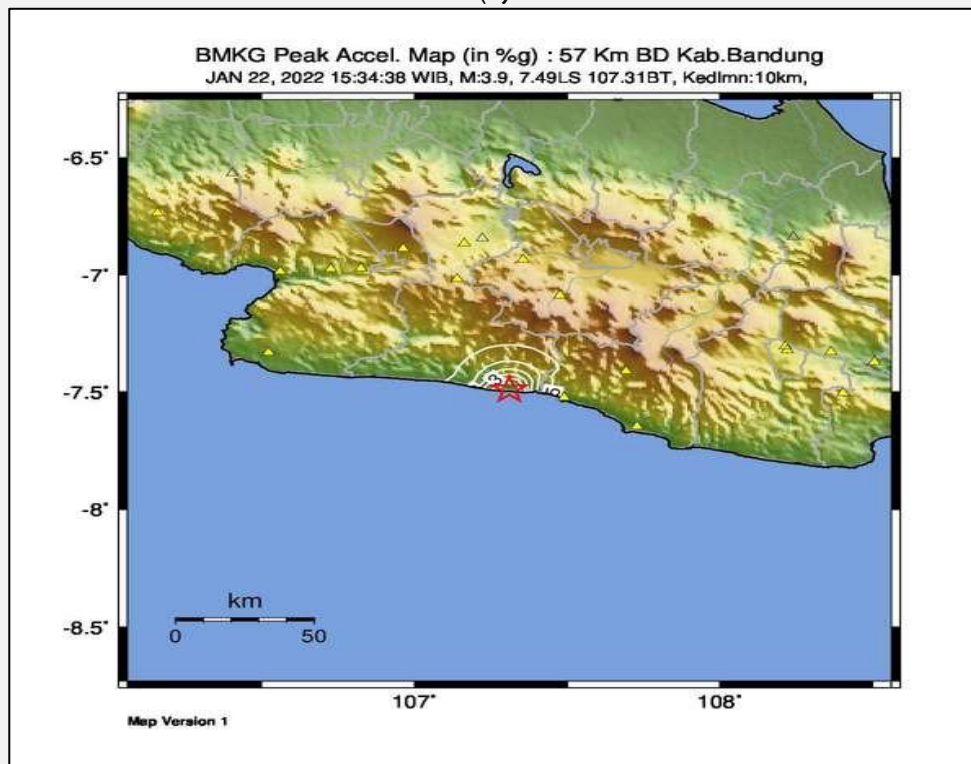 BMKG Peak Accel. Map (in %g) : 57 Km BD Kab.Bandung
JAN 22, 2022 15:34:38 WIB, M:3.9, 7.49LS 107.31BT, Kedlmn:10km,
-6.5˚
-7˚
-7.5˚
-8˚
-8.5˚
km
0 50
107˚ 108˚
Map Version 1